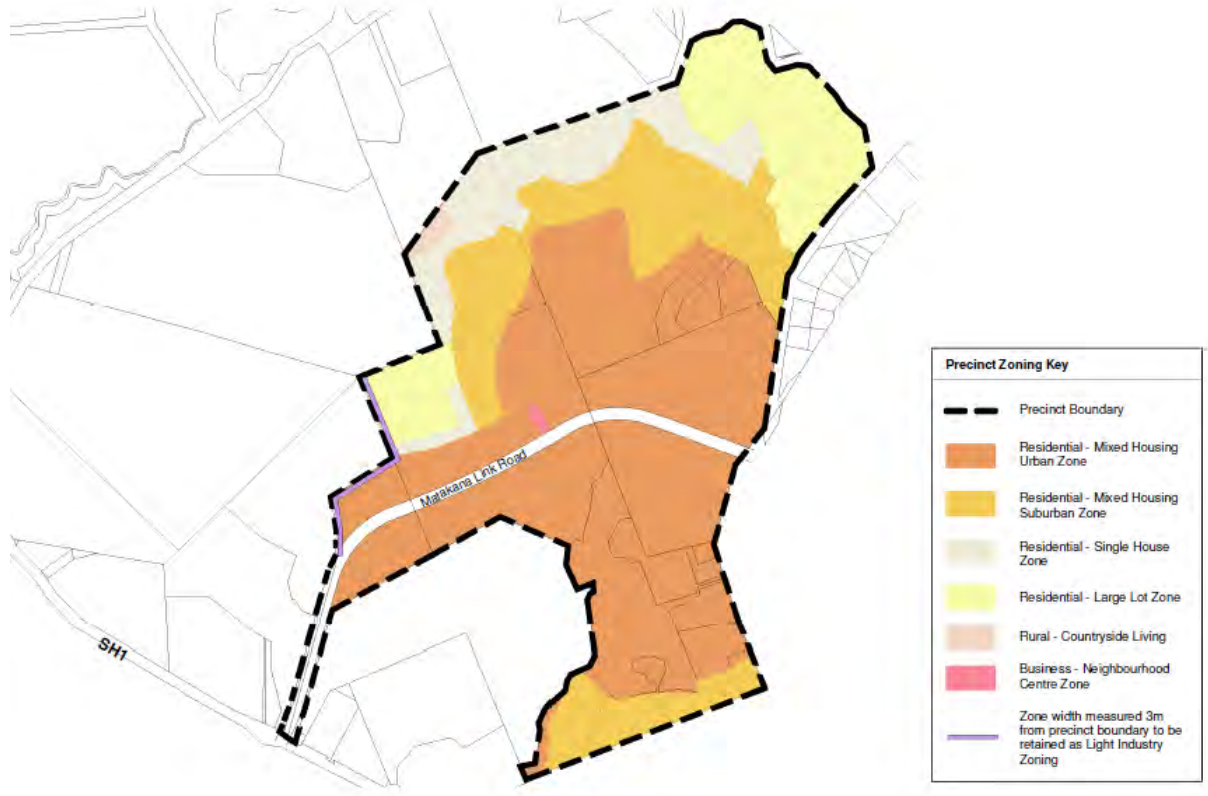 Matakana Link Road
SH1
Precinct Zoning Key
Precinct Boundary
Residential - Mixed Housing
Urban Zone
Residential - Mixed Housing
Suburban Zone
Residential - Single House
Zone
Residential - Large Lot Zone
Rural - Countryside Living
Business - Neighbourhood
Centre Zone
Zone width measured 3m
from precinct boundary to be
retained as Light Industry
Zoning